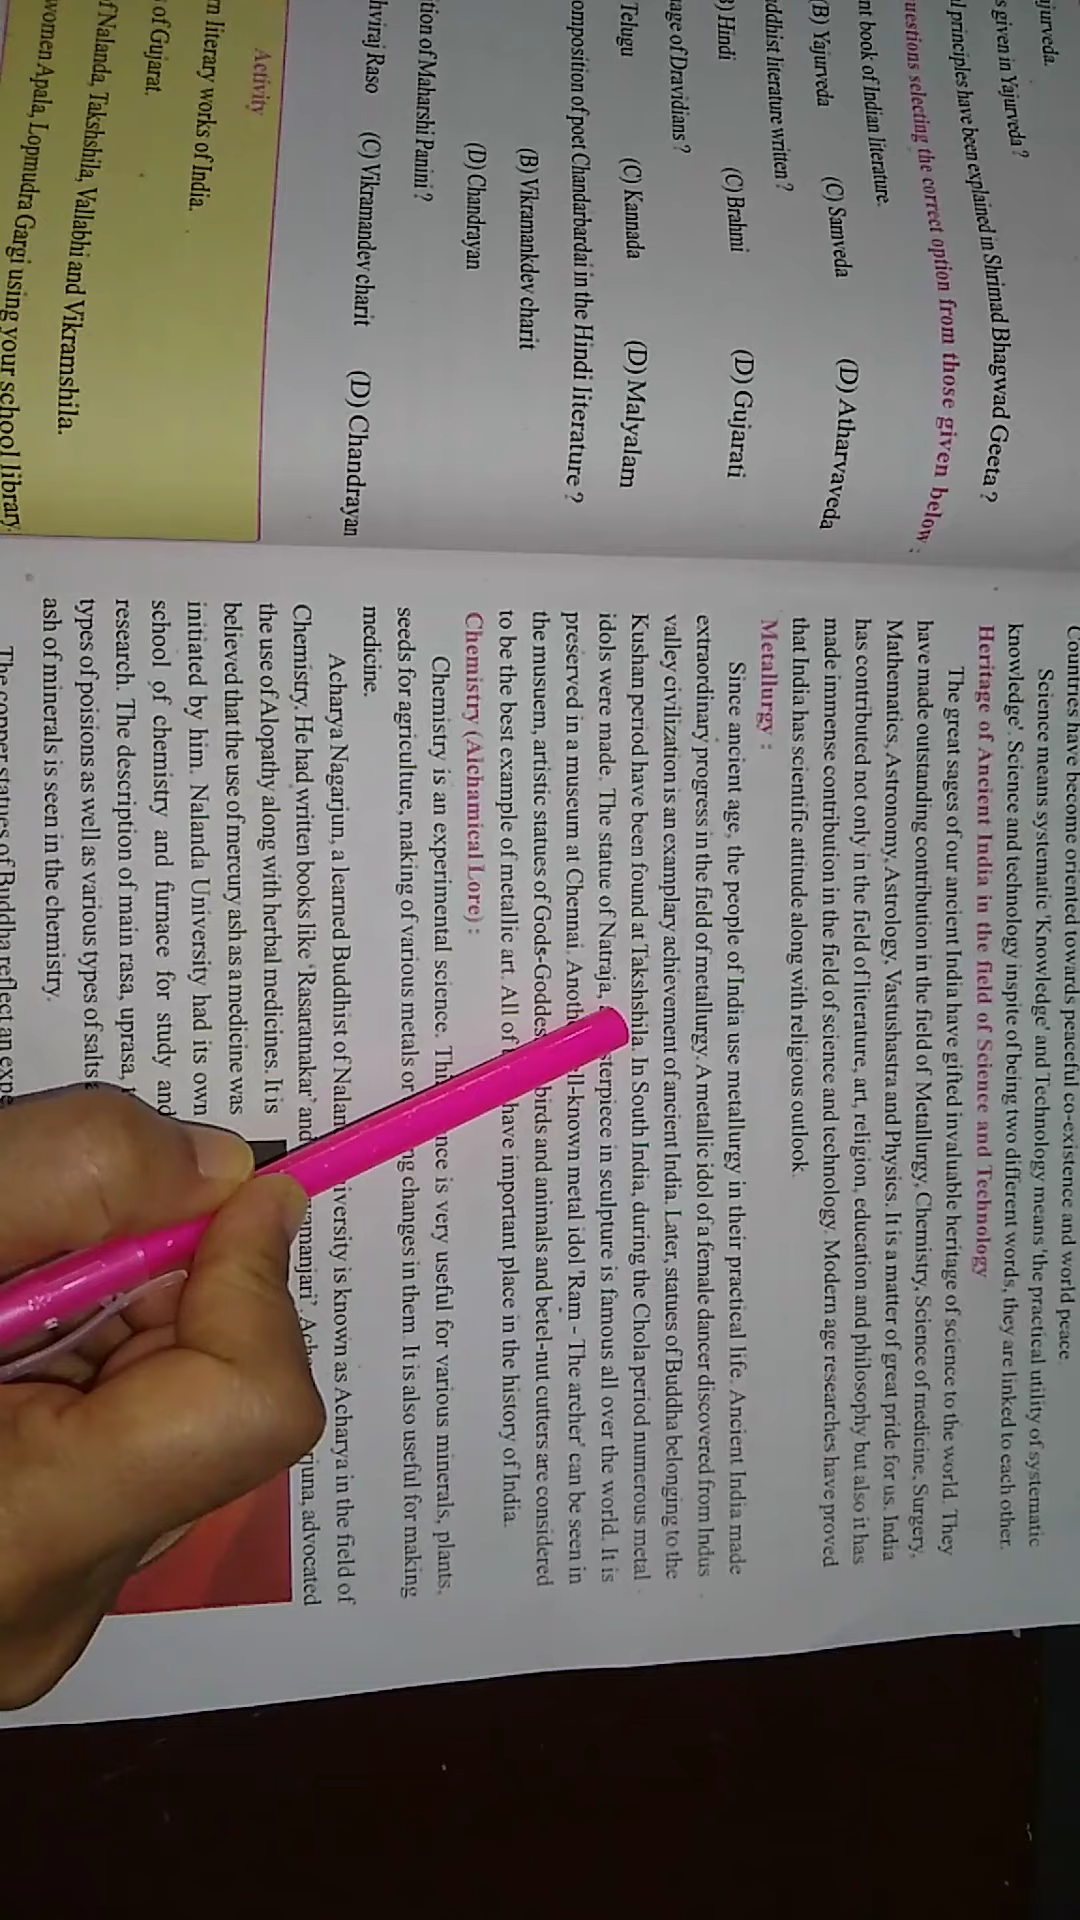 jurveda.
s given in Yajurveda ?
l principles have been explained in Shrimad Bhagwad Geeta ?
uestions selecting the correct option from those given below :
nt book of Indian literature.
(B) Yajurveda (C) Samveda (D) Atharvaveda
ddhist literature written ?
) Hindi (C) Brahmi (D) Gujarati
age of Dravidians ?
Telugu (C) Kannada (D) Malyalam
omposition of poet Chandarbardai in the Hindi literature ?
(B) Vikramankdev charit
(D) Chandrayan
ition of Maharshi Panini ?
hviraj Raso (C) Vikramandev charit (D) Chandrayan
Activity
n literary works of India.
of Gujarat.
f Nalanda, Takshshila, Vallabhi and Vikramshila.
women Apala, Lopmudra Gargi using your school library.
Countries have become oriented towards peaceful co-existence and world peace.
Science means systematic 'Knowledge' and Technology means 'the practical utility of systematic
knowledge'. Science and technology inspite of being two different words, they are linked to each other.
Heritage of Ancient India in the field of Science and Technology
The great sages of our ancient India have gifted invaluable heritage of science to the world. They
have made outstanding contribution in the field of Metallurgy, Chemistry, Science of medicine, Surgery,
Mathematics, Astronomy, Astrology, Vastushastra and Physics. It is a matter of great pride for us. India
has contributed not only in the field of literature, art, religion, education and philosophy but also it has
made immense contribution in the field of science and technology. Modern age researches have proved
that India has scientific attitude along with religious outlook.
Metallurgy :
Since ancient age, the people of India use metallurgy in their practical life. Ancient India made
extraordinary progress in the field of metallurgy. A metallic idol of a female dancer discovered from Indus
valley civilization is an examplary achievement of ancient India. Later, statues of Buddha belonging to the
Kushan period have been found at Takshshila. In South India, during the Chola period numerous metal
idols were made. The statue of Natraja, sterpiece in sculpture is famous all over the world. It is
preserved in a museum at Chennai. Anoth ll-known metal idol 'Ram - The archer' can be seen in
the musuem, artistic statues of Gods-Goddes birds and animals and betel-nut cutters are considered
to be the best example of metallic art. All of have important place in the history of India.
Chemistry (Alchamical Lore) :
Chemistry is an experimental science. Thi nce is very useful for various minerals, plants,
seeds for agriculture, making of various metals or ng changes in them. It is also useful for making
medicine.
Acharya Nagarjun, a learned Buddhist of Nalan iversity is known as Acharya in the field of
Chemistry. He had written books like 'Rasaratnakar' and manjari'. juna, advocated
the use of Alopathy along with herbal medicines. It is
believed that the use of mercury ash as a medicine was
initiated by him. Nalanda University had its own
school of chemistry and furnace for study and
research. The description of main rasa, uprasa,
types of poisions as well as various types of salts
ash of minerals is seen in the chemistry.
The copper statues of Buddha reflect an expe